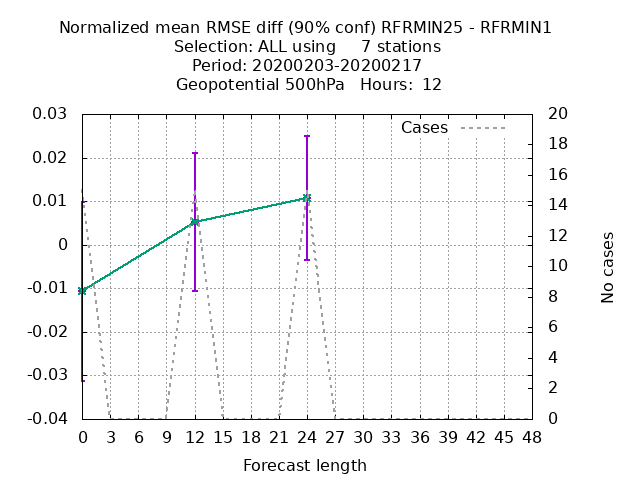 Normalized mean RMSE diff (90% conf) RFRMIN25 - RFRMIN1
Selection: ALL using     7 stations
Period: 20200203-20200217
Geopotential 500hPa   Hours:  12
Cases
0.03
0.02
0.01
0
-0.01
-0.02
-0.03
-0.04
20
18
16
14
12
10
8
6
4
2
0
No cases
0 3 6 9 12 15 18 21 24 27 30 33 36 39 42 45 48
Forecast length